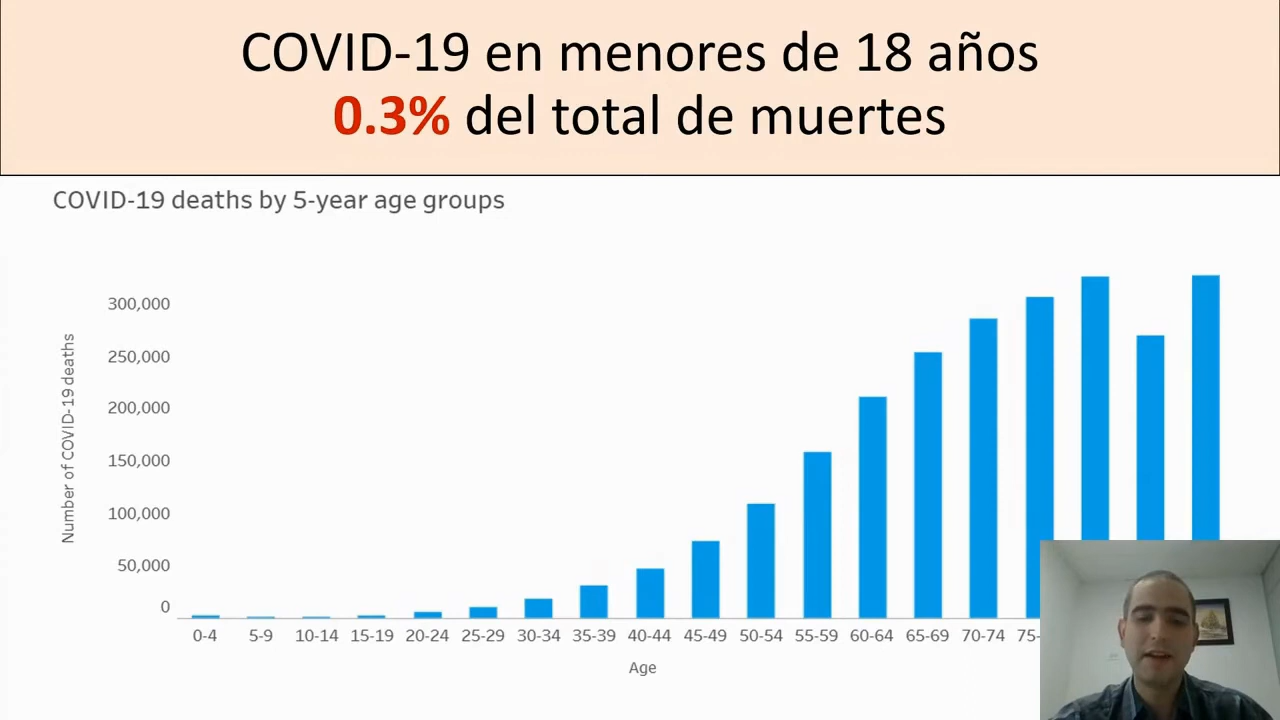 COVID-19 en menores de 18 años
0.3% del total de muertes
COVID-19 deaths by 5-year age groups
Number of COVID-19 deaths
300,000
250,000
200,000
150,000
100,000
50,000
0
0-4 5-9 10-14 15-19 20-24 25-29 30-34 35-39 40-44 45-49 50-54 55-59 60-64 65-69 70-74 75-
Age